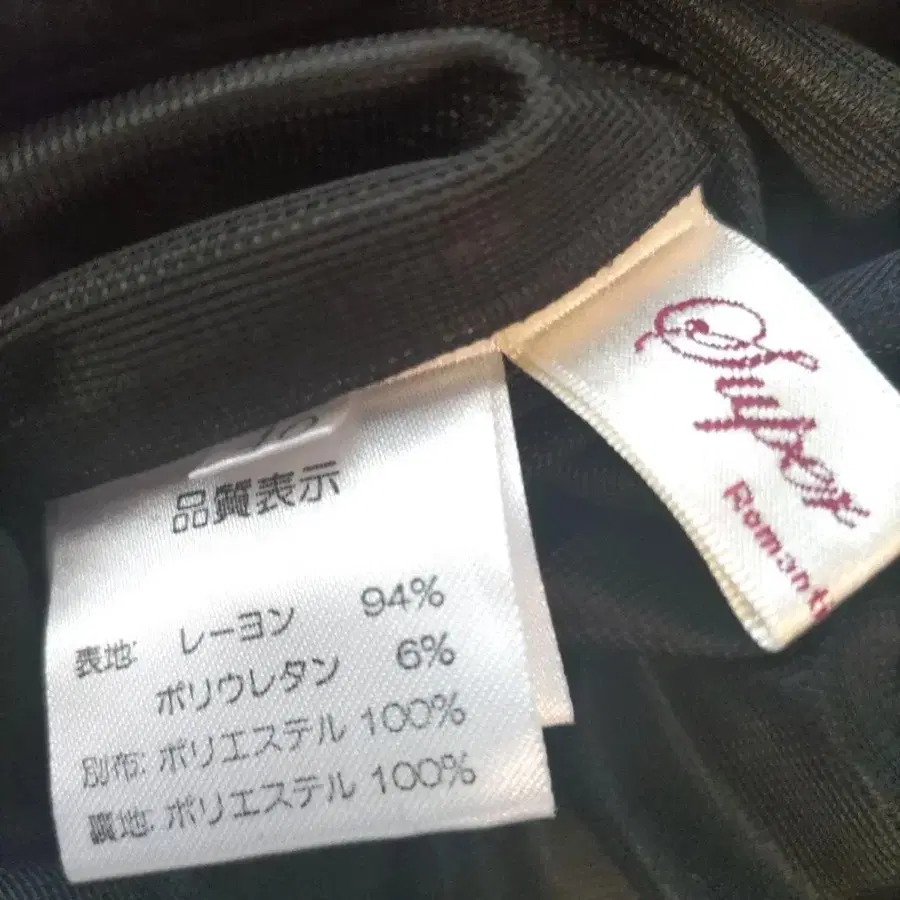 品質表示
表地: レーヨン 94%
ポリウレタン 6%
別布: ポリエステル 100%
裏地: ポリエステル 100%
Super